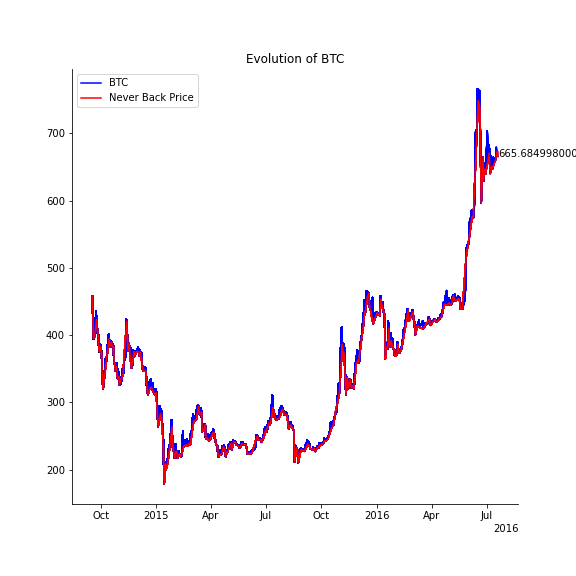 Evolution of BTC
BTC
Never Back Price
700
600
500
400
300
200
665.684998000
Oct
2015
Apr
Jul
Oct
2016
Apr
Jul
2016